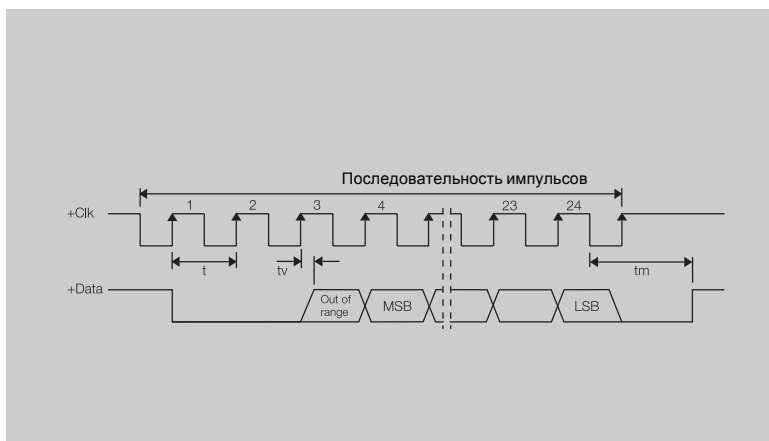 Последовательность импульсов
+Clk 1 2 3 4 23 24
t tv tm
+Data Out of range MSB LSB